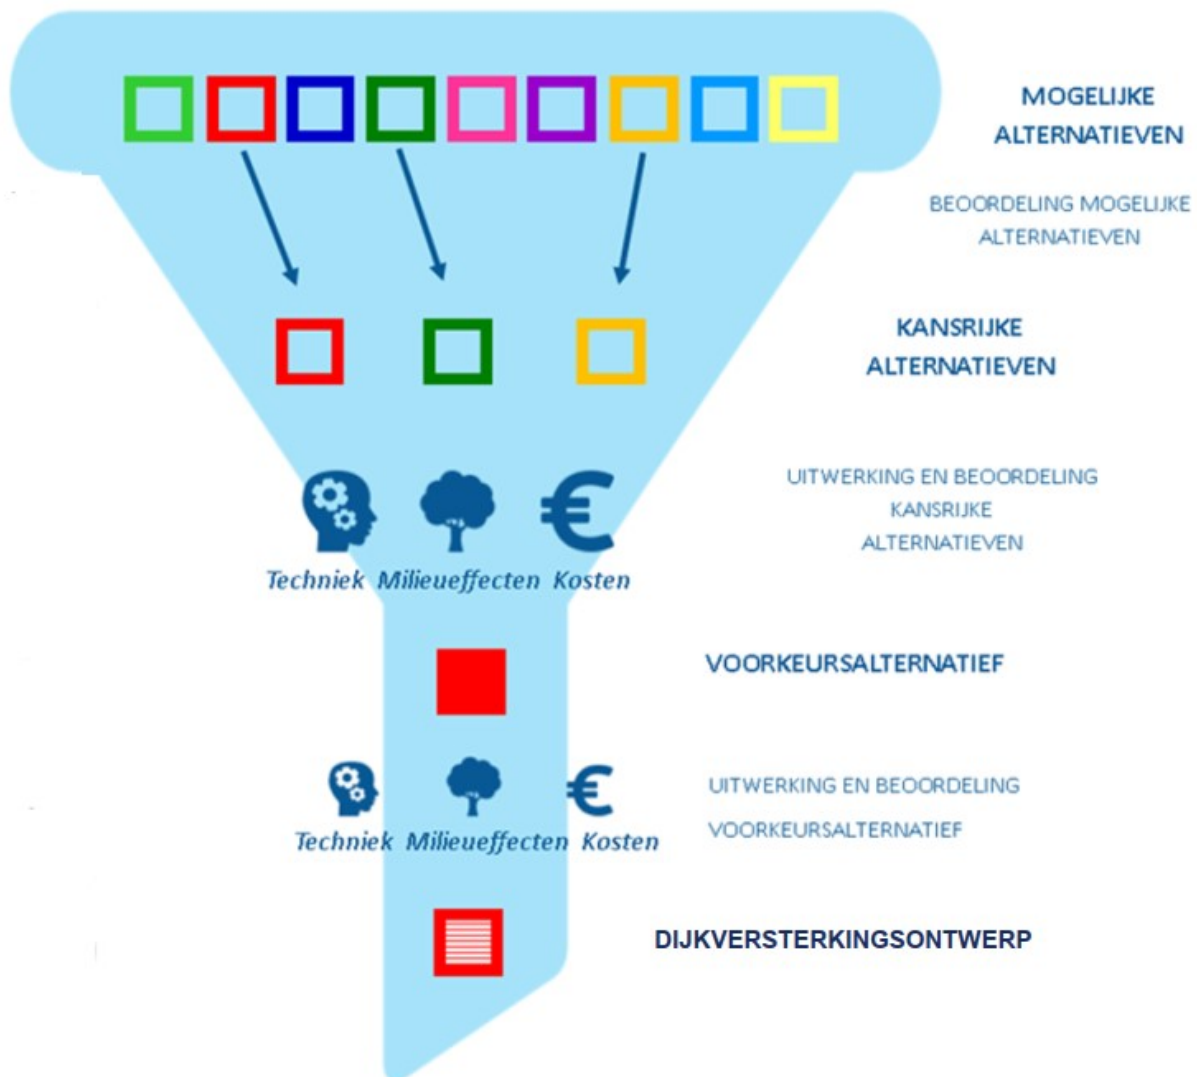 MOGELIJKE
ALTERNATIEVEN
BEOORDELING MOGELIJKE
ALTERNATIEVEN
KANSRIJKE
ALTERNATIEVEN
UITWERKING EN BEOORDELING
KANSRIJKE
ALTERNATIEVEN
Techniek Milieueffecten Kosten
VOORKEURSALTERNATIEF
UITWERKING EN BEOORDELING
VOORKEURSALTERNATIEF
Techniek Milieueffecten Kosten
DIJKVERSTERKINGSONTWERP